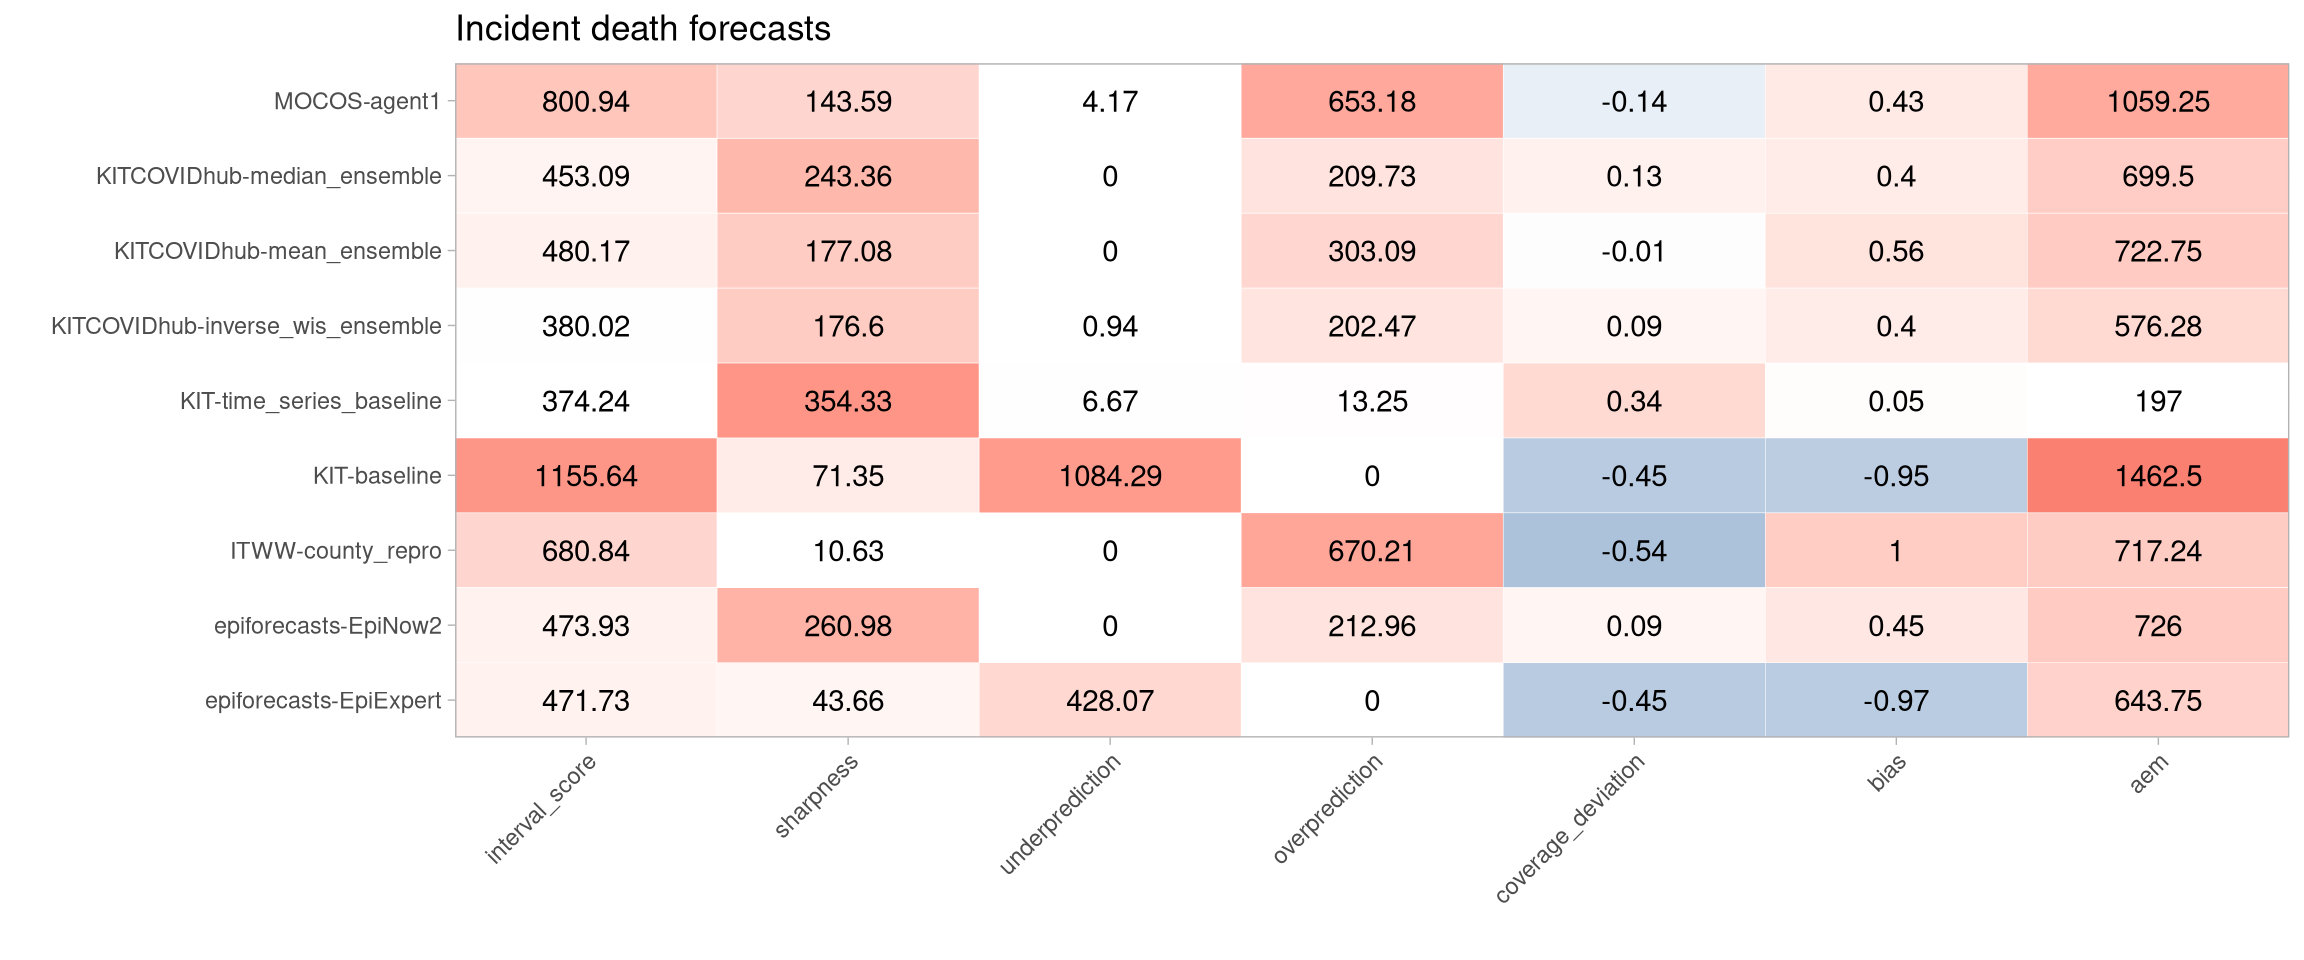 Incident death forecasts
MOCOS-agent1 800.94 143.59 4.17 653.18 -0.14 0.43 1059.25
KITCOVIDhub-median_ensemble 453.09 243.36 0 209.73 0.13 0.4 699.5
KITCOVIDhub-mean_ensemble 480.17 177.08 0 303.09 -0.01 0.56 722.75
KITCOVIDhub-inverse_wis_ensemble 380.02 176.6 0.94 202.47 0.09 0.4 576.28
KIT-time_series_baseline 374.24 354.33 6.67 13.25 0.34 0.05 197
KIT-baseline 1155.64 71.35 1084.29 0 -0.45 -0.95 1462.5
ITWW-county_repro 680.84 10.63 0 670.21 -0.54 1 717.24
epiforecasts-EpiNow2 473.93 260.98 0 212.96 0.09 0.45 726
epiforecasts-EpiExpert 471.73 43.66 428.07 0 -0.45 -0.97 643.75
interval_score sharpness underprediction overprediction coverage_deviation bias aem